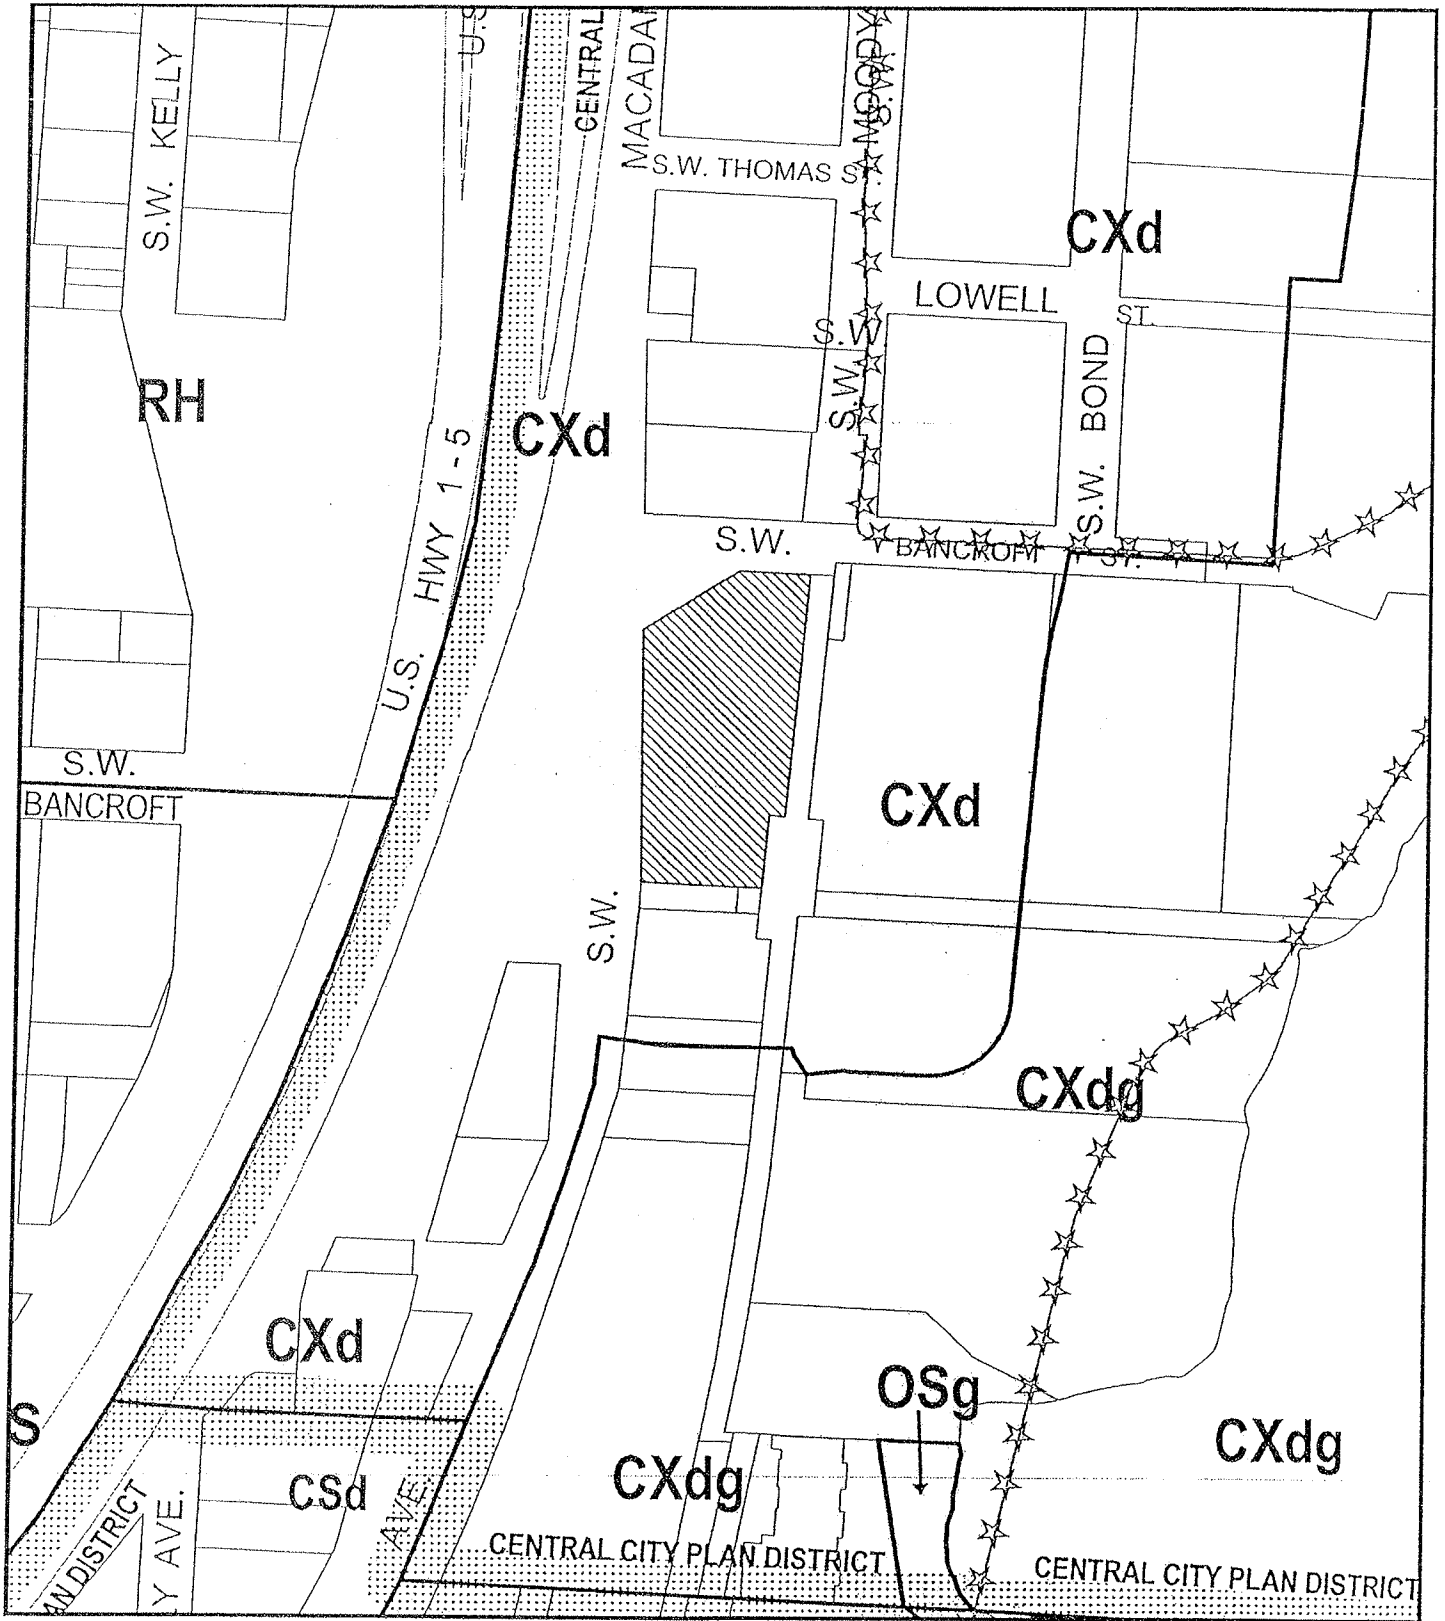 U.S.
CENTRAL
MACADAM
S.W. KELLY
MOODY
S.W.
S.W. THOMAS ST.
CXd
LOWELL
ST.
S.W.
S.W.
S.W. BOND
RH
CXd
U.S. HWY 1-5
S.W.
BANCROFT
ST.
S.W.
BANCROFT
CXd
S.W.
CXdg
CXd
OSg
S
CXdg
CXdg
CSd
AVE.
AN DISTRICT
Y AVE.
CENTRAL CITY PLAN DISTRICT
CENTRAL CITY PLAN DISTRICT